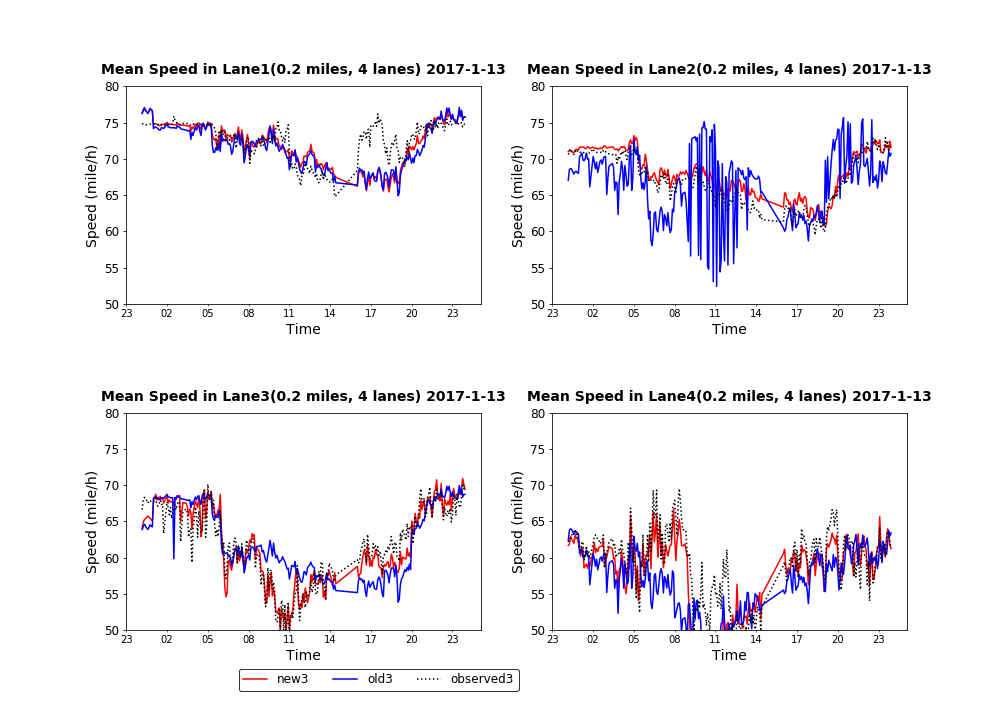 Mean Speed in Lane1(0.2 miles, 4 lanes) 2017-1-13
80
75
70
65
60
55
50
Speed (mile/h)
23 02 05 08 11 14 17 20 23
Time
Mean Speed in Lane2(0.2 miles, 4 lanes) 2017-1-13
80
75
70
65
60
55
50
Speed (mile/h)
23 02 05 08 11 14 17 20 23
Time
Mean Speed in Lane3(0.2 miles, 4 lanes) 2017-1-13
80
75
70
65
60
55
50
Speed (mile/h)
23 02 05 08 11 14 17 20 23
Time
Mean Speed in Lane4(0.2 miles, 4 lanes) 2017-1-13
80
75
70
65
60
55
50
Speed (mile/h)
23 02 05 08 11 14 17 20 23
Time
new3 old3 observed3